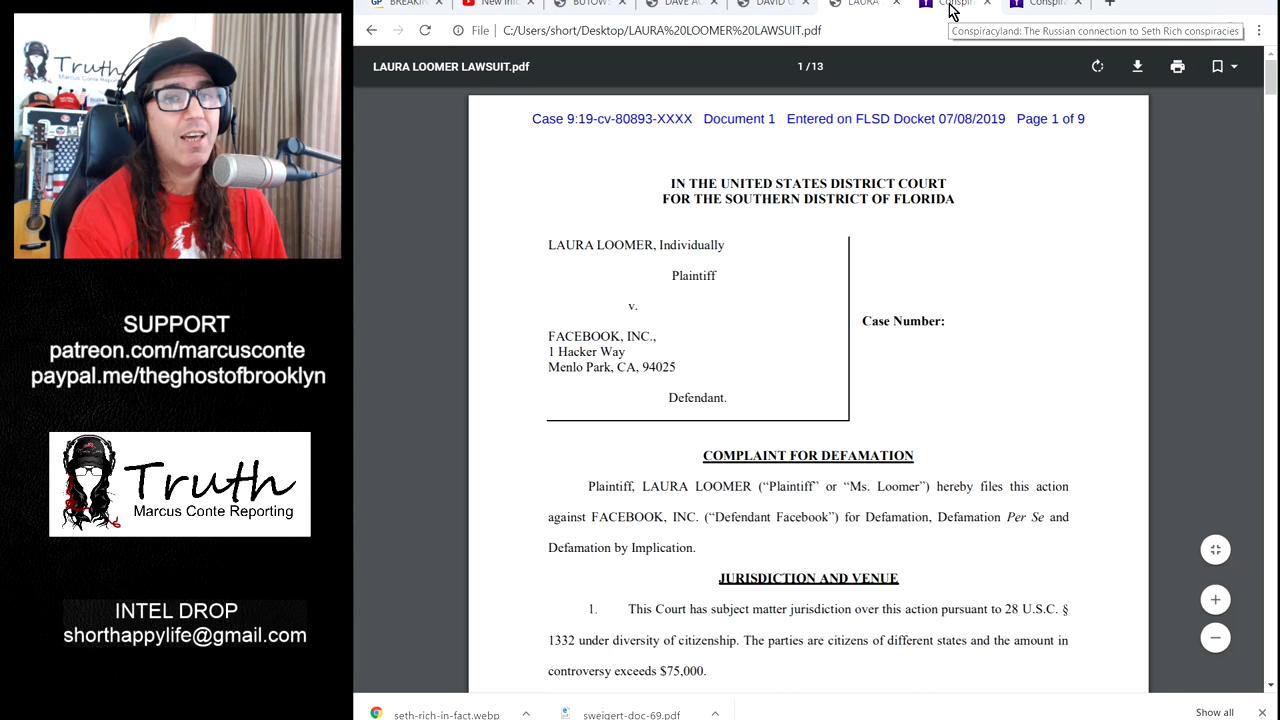 Truth
Marcus Conte Reporting
SUPPORT
patreon.com/marcusconte
paypal.me/theghostofbrooklyn
Truth
Marcus Conte Reporting
INTEL DROP
shorthappylife@gmail.com
BREAKIN
New
BUTOWS
DAVE
DAVID
LAURA
Conspir
File C:/Users/short/Desktop/LAURA%20LOOMER%20LAWSUIT.pdf
Conspiracyland: The Russian connection to Seth Rich conspiracies
LAURA LOOMER LAWSUIT.pdf
1 / 13
Case 9:19-cv-80893-XXXX Document 1 Entered on FLSD Docket 07/08/2019 Page 1 of 9
IN THE UNITED STATES DISTRICT COURT
FOR THE SOUTHERN DISTRICT OF FLORIDA
LAURA LOOMER, Individually
Plaintiff
v.
Case Number:
FACEBOOK, INC.,
1 Hacker Way
Menlo Park, CA, 94025
Defendant.
COMPLAINT FOR DEFAMATION
Plaintiff, LAURA LOOMER (“Plaintiff” or “Ms. Loomer”) hereby files this action
against FACEBOOK, INC. (“Defendant Facebook”) for Defamation, Defamation Per Se and
Defamation by Implication.
JURISDICTION AND VENUE
1. This Court has subject matter jurisdiction over this action pursuant to 28 U.S.C. §
1332 under diversity of citizenship. The parties are citizens of different states and the amount in
controversy exceeds $75,000.
seth-rich-in-fact.webp
sweigert-doc-69.pdf
Show all